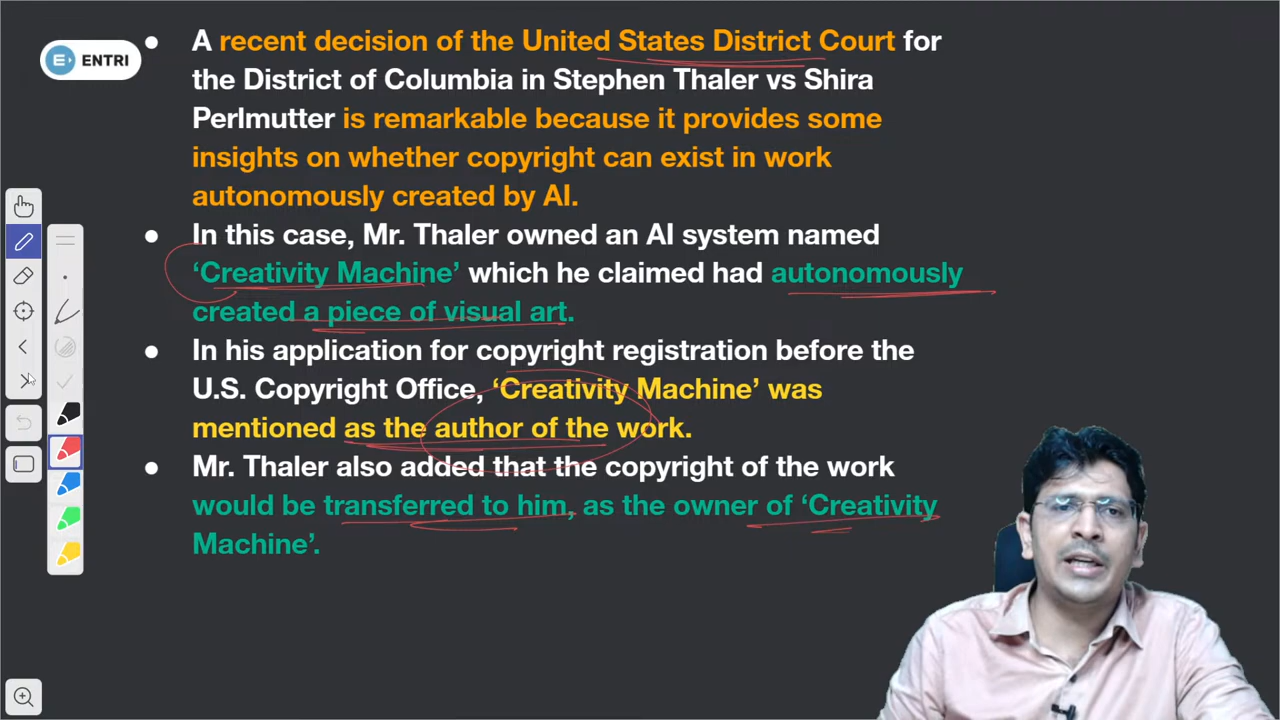 ENTRI
• A recent decision of the United States District Court for
the District of Columbia in Stephen Thaler vs Shira
Perlmutter is remarkable because it provides some
insights on whether copyright can exist in work
autonomously created by AI.
• In this case, Mr. Thaler owned an AI system named
‘Creativity Machine’ which he claimed had autonomously
created a piece of visual art.
• In his application for copyright registration before the
U.S. Copyright Office, ‘Creativity Machine’ was
mentioned as the author of the work.
• Mr. Thaler also added that the copyright of the work
would be transferred to him, as the owner of ‘Creativity
Machine’.